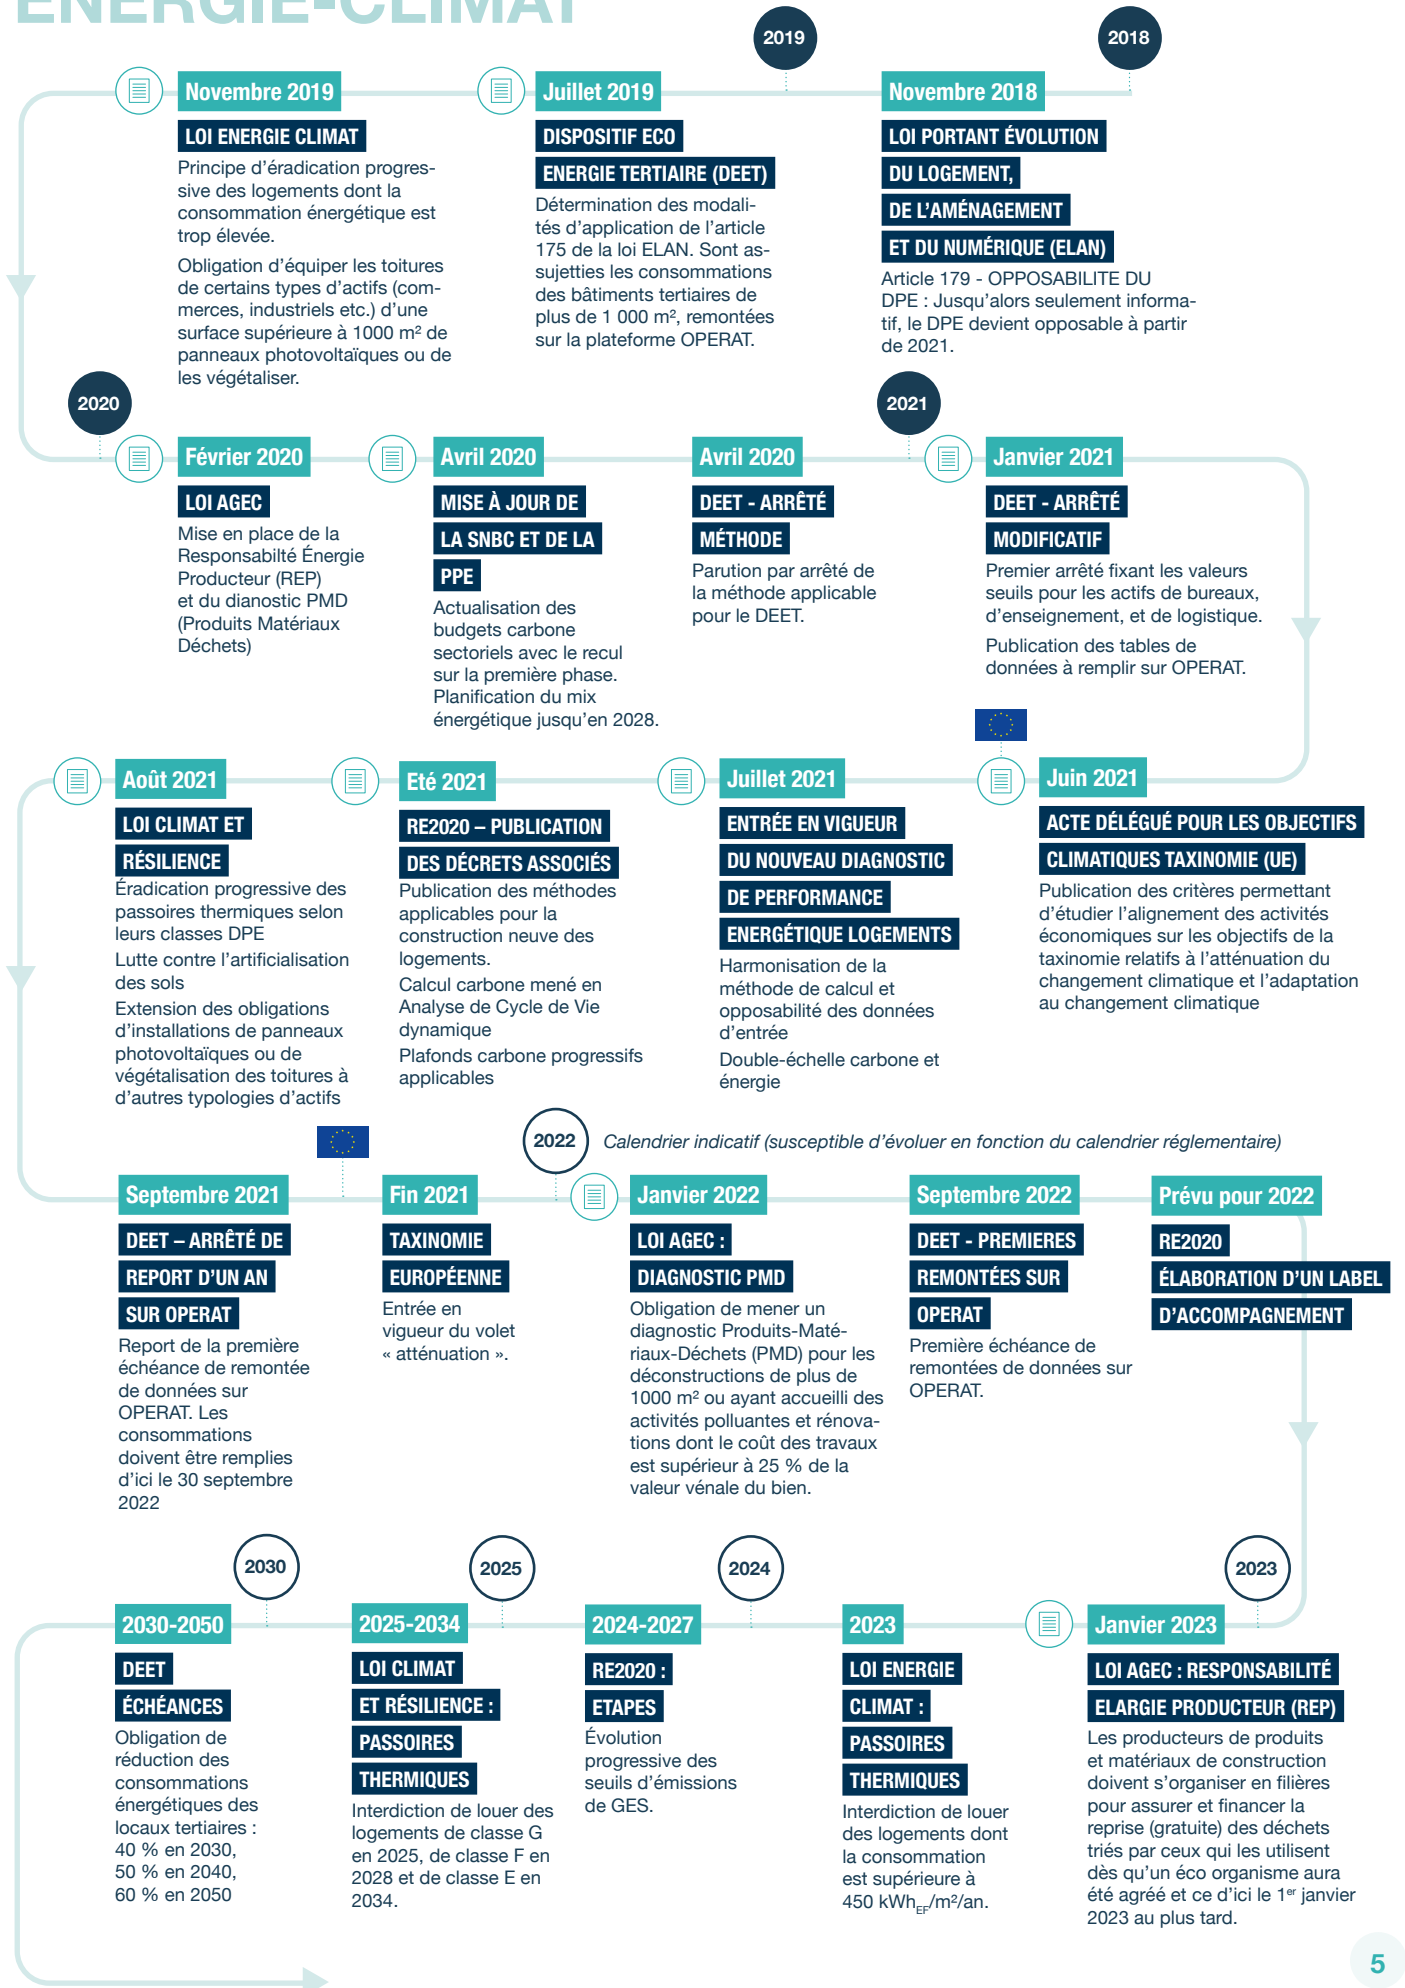 ENERGIE-CLIMAT
2018
Novembre 2018
LOI PORTANT ÉVOLUTION
DU LOGEMENT,
DE L'AMÉNAGEMENT
ET DU NUMÉRIQUE (ELAN)
Article 179 - OPPOSABILITE DU
DPE : Jusqu'alors seulement informa-
tif, le DPE devient opposable à partir
de 2021.
2019
Juillet 2019
DISPOSITIF ECO
ENERGIE TERTIAIRE (DEET)
Détermination des modali-
tés d'application de l'article
175 de la loi ELAN. Sont as-
sujetties les consommations
des bâtiments tertiaires de
plus de 1 000 m², remontées
sur la plateforme OPERAT.
Novembre 2019
LOI ENERGIE CLIMAT
Principe d'éradication progres-
sive des logements dont la
consommation énergétique est
trop élevée.
Obligation d'équiper les toitures
de certains types d'actifs (com-
merces, industriels etc.) d'une
surface supérieure à 1000 m² de
panneaux photovoltaïques ou de
les végétaliser.
2020
Février 2020
LOI AGEC
Mise en place de la
Responsabilté Énergie
Producteur (REP)
et du dianostic PMD
(Produits Matériaux
Déchets)
Avril 2020
MISE À JOUR DE
LA SNBC ET DE LA
PPE
Actualisation des
budgets carbone
sectoriels avec le recul
sur la première phase.
Planification du mix
énergétique jusqu'en 2028.
Avril 2020
DEET - ARRÊTÉ
MÉTHODE
Parution par arrêté de
la méthode applicable
pour le DEET.
2021
Janvier 2021
DEET - ARRÊTÉ
MODIFICATIF
Premier arrêté fixant les valeurs
seuils pour les actifs de bureaux,
d'enseignement, et de logistique.
Publication des tables de
données à remplir sur OPERAT.
Juin 2021
ACTE DÉLÉGUÉ POUR LES OBJECTIFS
CLIMATIQUES TAXINOMIE (UE)
Publication des critères permettant
d'étudier l'alignement des activités
économiques sur les objectifs de la
taxinomie relatifs à l'atténuation du
changement climatique et l'adaptation
au changement climatique
Juillet 2021
ENTRÉE EN VIGUEUR
DU NOUVEAU DIAGNOSTIC
DE PERFORMANCE
ENERGÉTIQUE LOGEMENTS
Harmonisation de la
méthode de calcul et
opposabilité des données
d'entrée
Double-échelle carbone et
énergie
Eté 2021
RE2020 – PUBLICATION
DES DÉCRETS ASSOCIÉS
Publication des méthodes
applicables pour la
construction neuve des
logements.
Calcul carbone mené en
Analyse de Cycle de Vie
dynamique
Plafonds carbone progressifs
applicables
Août 2021
LOI CLIMAT ET
RÉSILIENCE
Éradication progressive des
passoires thermiques selon
leurs classes DPE
Lutte contre l'artificialisation
des sols
Extension des obligations
d'installations de panneaux
photovoltaïques ou de
végétalisation des toitures à
d'autres typologies d'actifs
Septembre 2021
DEET – ARRÊTÉ DE
REPORT D'UN AN
SUR OPERAT
Report de la première
échéance de remontée
de données sur
OPERAT. Les
consommations
doivent être remplies
d'ici le 30 septembre
2022
Fin 2021
TAXINOMIE
EUROPÉENNE
Entrée en
vigueur du volet
« atténuation ».
2022
Calendrier indicatif (susceptible d'évoluer en fonction du calendrier réglementaire)
Janvier 2022
LOI AGEC :
DIAGNOSTIC PMD
Obligation de mener un
diagnostic Produits-Maté-
riaux-Déchets (PMD) pour les
déconstructions de plus de
1000 m² ou ayant accueilli des
activités polluantes et rénova-
tions dont le coût des travaux
est supérieur à 25 % de la
valeur vénale du bien.
Septembre 2022
DEET - PREMIERES
REMONTÉES SUR
OPERAT
Première échéance de
remontées de données sur
OPERAT.
Prévu pour 2022
RE2020
ÉLABORATION D'UN LABEL
D'ACCOMPAGNEMENT
2023
Janvier 2023
LOI AGEC : RESPONSABILITÉ
ELARGIE PRODUCTEUR (REP)
Les producteurs de produits
et matériaux de construction
doivent s'organiser en filières
pour assurer et financer la
reprise (gratuite) des déchets
triés par ceux qui les utilisent
dès qu'un éco organisme aura
été agréé et ce d'ici le 1er janvier
2023 au plus tard.
2023
LOI ENERGIE
CLIMAT :
PASSOIRES
THERMIQUES
Interdiction de louer
des logements dont
la consommation
est supérieure à
450 kWhEF/m²/an.
2024
2024-2027
RE2020 :
ETAPES
Évolution
progressive des
seuils d'émissions
de GES.
2025
2025-2034
LOI CLIMAT
ET RÉSILIENCE :
PASSOIRES
THERMIQUES
Interdiction de louer des
logements de classe G
en 2025, de classe F en
2028 et de classe E en
2034.
2030
2030-2050
DEET
ÉCHÉANCES
Obligation de
réduction des
consommations
énergétiques des
locaux tertiaires :
40 % en 2030,
50 % en 2040,
60 % en 2050
5